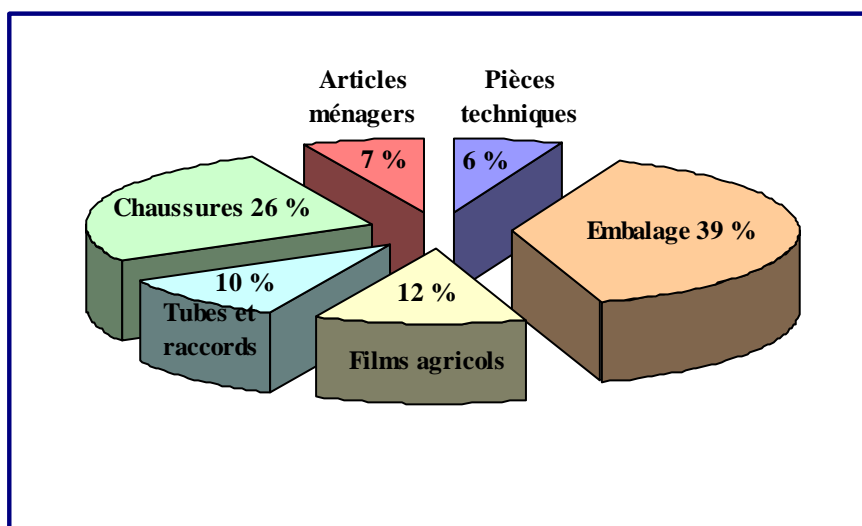 Articles
ménagers
7 %
Pièces
techniques
6 %
Chaussures 26 %
Embalage 39 %
10 %
Tubes et
raccords
12 %
Films agricols